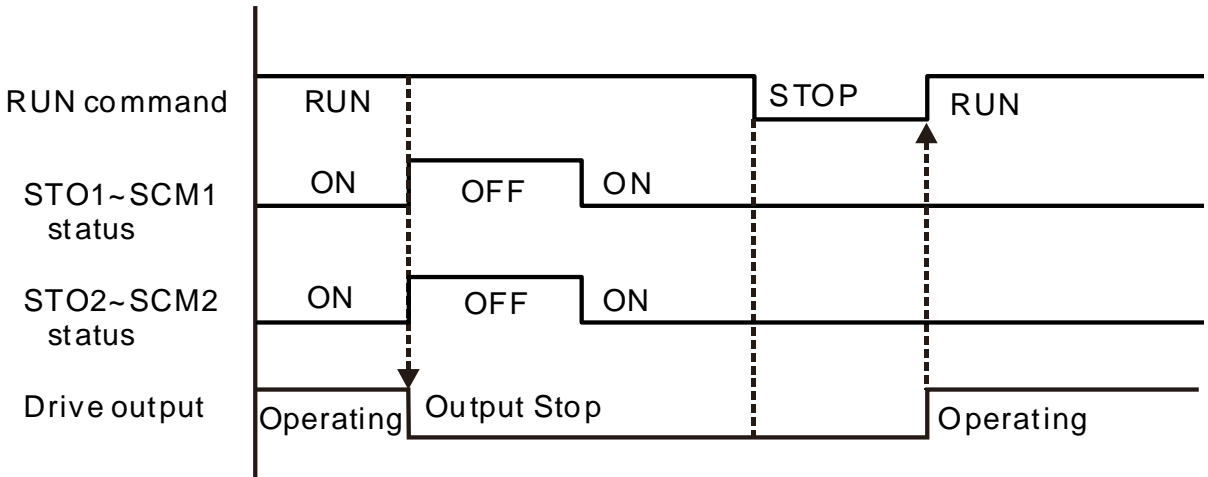 RUN command
RUN
STOP
RUN
STO1~SCM1
status
ON
OFF
ON
STO2~SCM2
status
ON
OFF
ON
Drive output
Operating
Output Stop
Operating